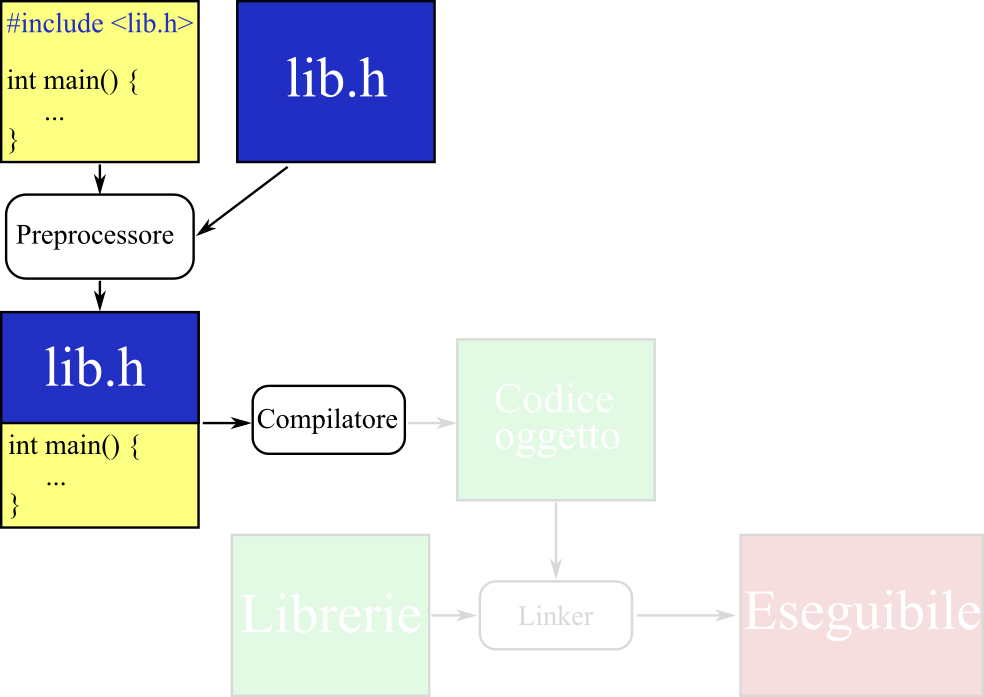 #include <lib.h>
int main() {
...
}
lib.h
Preprocessore
lib.h
int main() {
...
}
Compilatore
Codice
oggetto
Librerie
Linker
Eseguibile